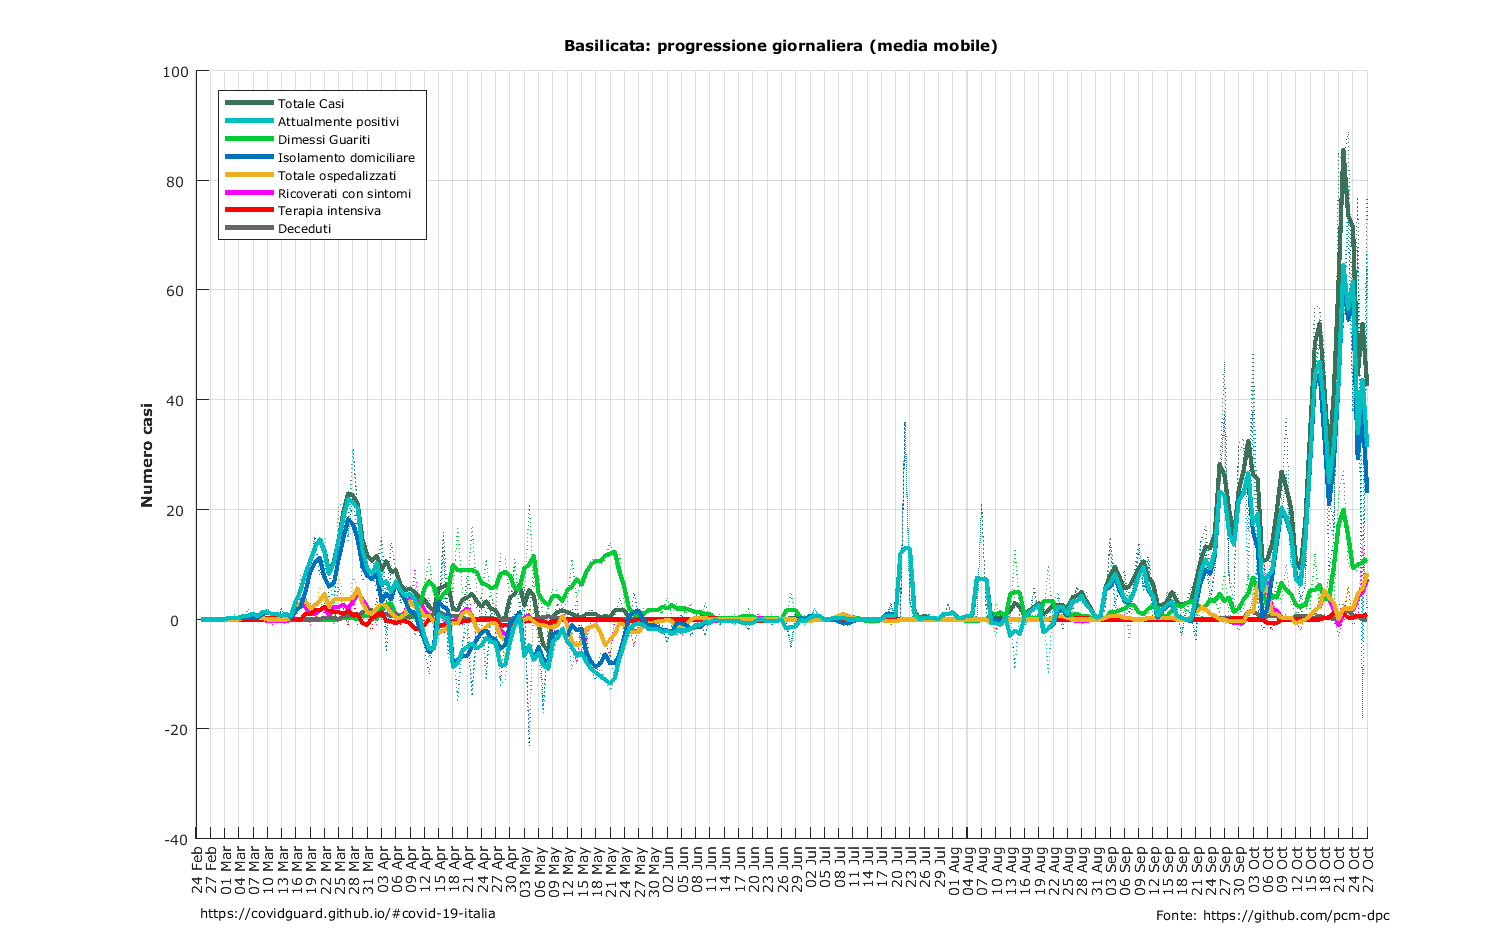 Basilicata: progressione giornaliera (media mobile)
100
80
60
40
20
0
-20
-40
Numero casi
Totale Casi
Attualmente positivi
Dimessi Guariti
Isolamento domiciliare
Totale ospedalizzati
Ricoverati con sintomi
Terapia intensiva
Deceduti
24 Feb
27 Feb
01 Mar
04 Mar
07 Mar
10 Mar
13 Mar
16 Mar
19 Mar
22 Mar
25 Mar
28 Mar
31 Mar
03 Apr
06 Apr
09 Apr
12 Apr
15 Apr
18 Apr
21 Apr
24 Apr
27 Apr
30 Apr
03 May
06 May
09 May
12 May
15 May
18 May
21 May
24 May
27 May
30 May
02 Jun
05 Jun
08 Jun
11 Jun
14 Jun
17 Jun
20 Jun
23 Jun
26 Jun
29 Jun
02 Jul
05 Jul
08 Jul
11 Jul
14 Jul
17 Jul
20 Jul
23 Jul
26 Jul
29 Jul
01 Aug
04 Aug
07 Aug
10 Aug
13 Aug
16 Aug
19 Aug
22 Aug
25 Aug
28 Aug
31 Aug
03 Sep
06 Sep
09 Sep
12 Sep
15 Sep
18 Sep
21 Sep
24 Sep
27 Sep
30 Sep
03 Oct
06 Oct
09 Oct
12 Oct
15 Oct
18 Oct
21 Oct
24 Oct
27 Oct
https://covidguard.github.io/#covid-19-italia
Fonte: https://github.com/pcm-dpc